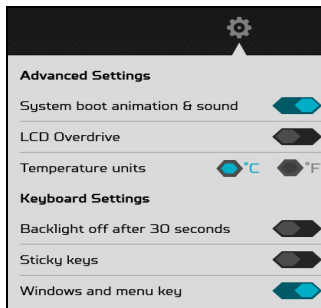 Advanced Settings
System boot animation & sound
LCD Overdrive
Temperature units °C °F
Keyboard Settings
Backlight off after 30 seconds
Sticky keys
Windows and menu key